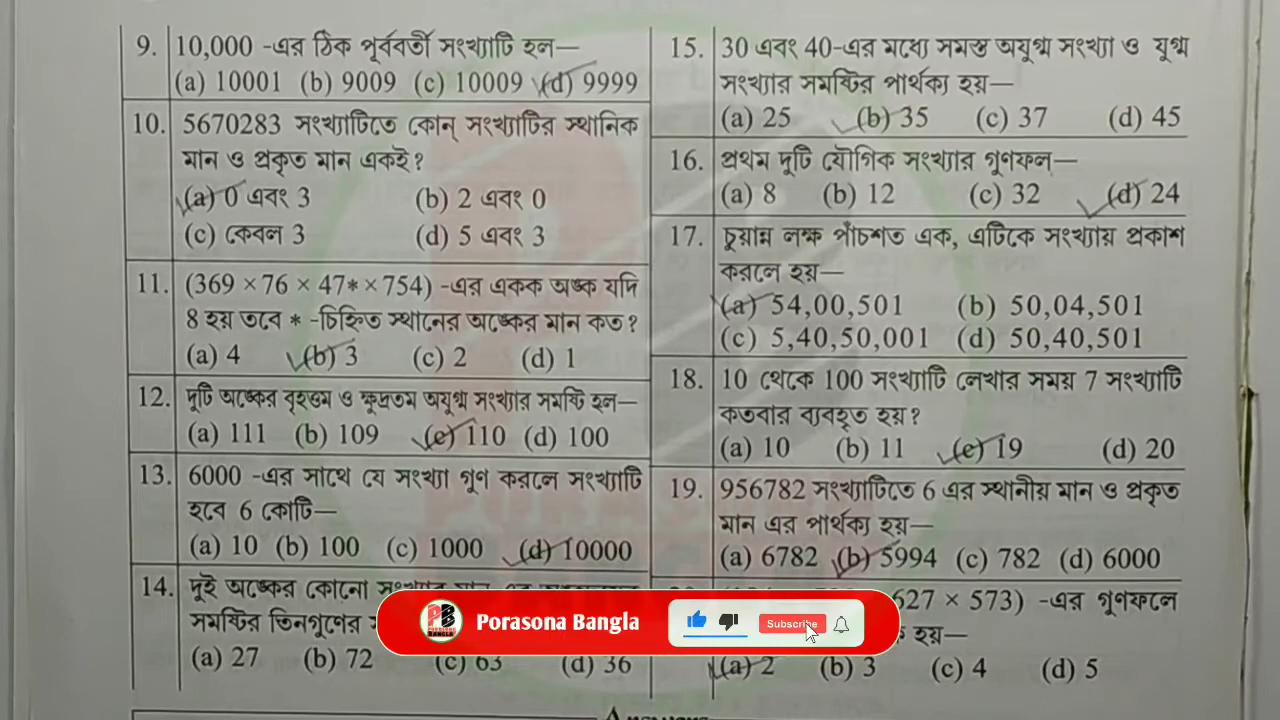 9. 10,000 -এর ঠিক পূর্ববর্তী সংখ্যাটি হল—
(a) 10001 (b) 9009 (c) 10009 (d) 9999
10. 5670283 সংখ্যাটিতে কোন্ সংখ্যাটির স্থানিক
মান ও প্রকৃত মান একই?
(a) 0 এবং 3 (b) 2 এবং 0
(c) কেবল 3 (d) 5 এবং 3
11. (369 × 76 × 47* × 754) -এর একক অঙ্ক যদি
8 হয় তবে * -চিহ্নিত স্থানের অঙ্কের মান কত?
(a) 4 (b) 3 (c) 2 (d) 1
12. দুটি অঙ্কের বৃহত্তম ও ক্ষুদ্রতম অযুগ্ম সংখ্যার সমষ্টি হল—
(a) 111 (b) 109 (c) 110 (d) 100
13. 6000 -এর সাথে যে সংখ্যা গুণ করলে সংখ্যাটি
হবে 6 কোটি—
(a) 10 (b) 100 (c) 1000 (d) 10000
14. দুই অঙ্কের কোনো সংখ্যার মান
সমষ্টির তিনগুণের
(a) 27 (b) 72 (c) 63 (d) 36
15. 30 এবং 40-এর মধ্যে সমস্ত অযুগ্ম সংখ্যা ও যুগ্ম
সংখ্যার সমষ্টির পার্থক্য হয়—
(a) 25 (b) 35 (c) 37 (d) 45
16. প্রথম দুটি যৌগিক সংখ্যার গুণফল—
(a) 8 (b) 12 (c) 32 (d) 24
17. চুয়ান্ন লক্ষ পাঁচশত এক, এটিকে সংখ্যায় প্রকাশ
করলে হয়—
(a) 54,00,501 (b) 50,04,501
(c) 5,40,50,001 (d) 50,40,501
18. 10 থেকে 100 সংখ্যাটি লেখার সময় 7 সংখ্যাটি
কতবার ব্যবহৃত হয়?
(a) 10 (b) 11 (c) 19 (d) 20
19. 956782 সংখ্যাটিতে 6 এর স্থানীয় মান ও প্রকৃত
মান এর পার্থক্য হয়—
(a) 6782 (b) 5994 (c) 782 (d) 6000
627 × 573) -এর গুণফলে
হয়—
(a) 2 (b) 3 (c) 4 (d) 5
PB
PORASONA
BANGLA
Porasona Bangla
Subscribe